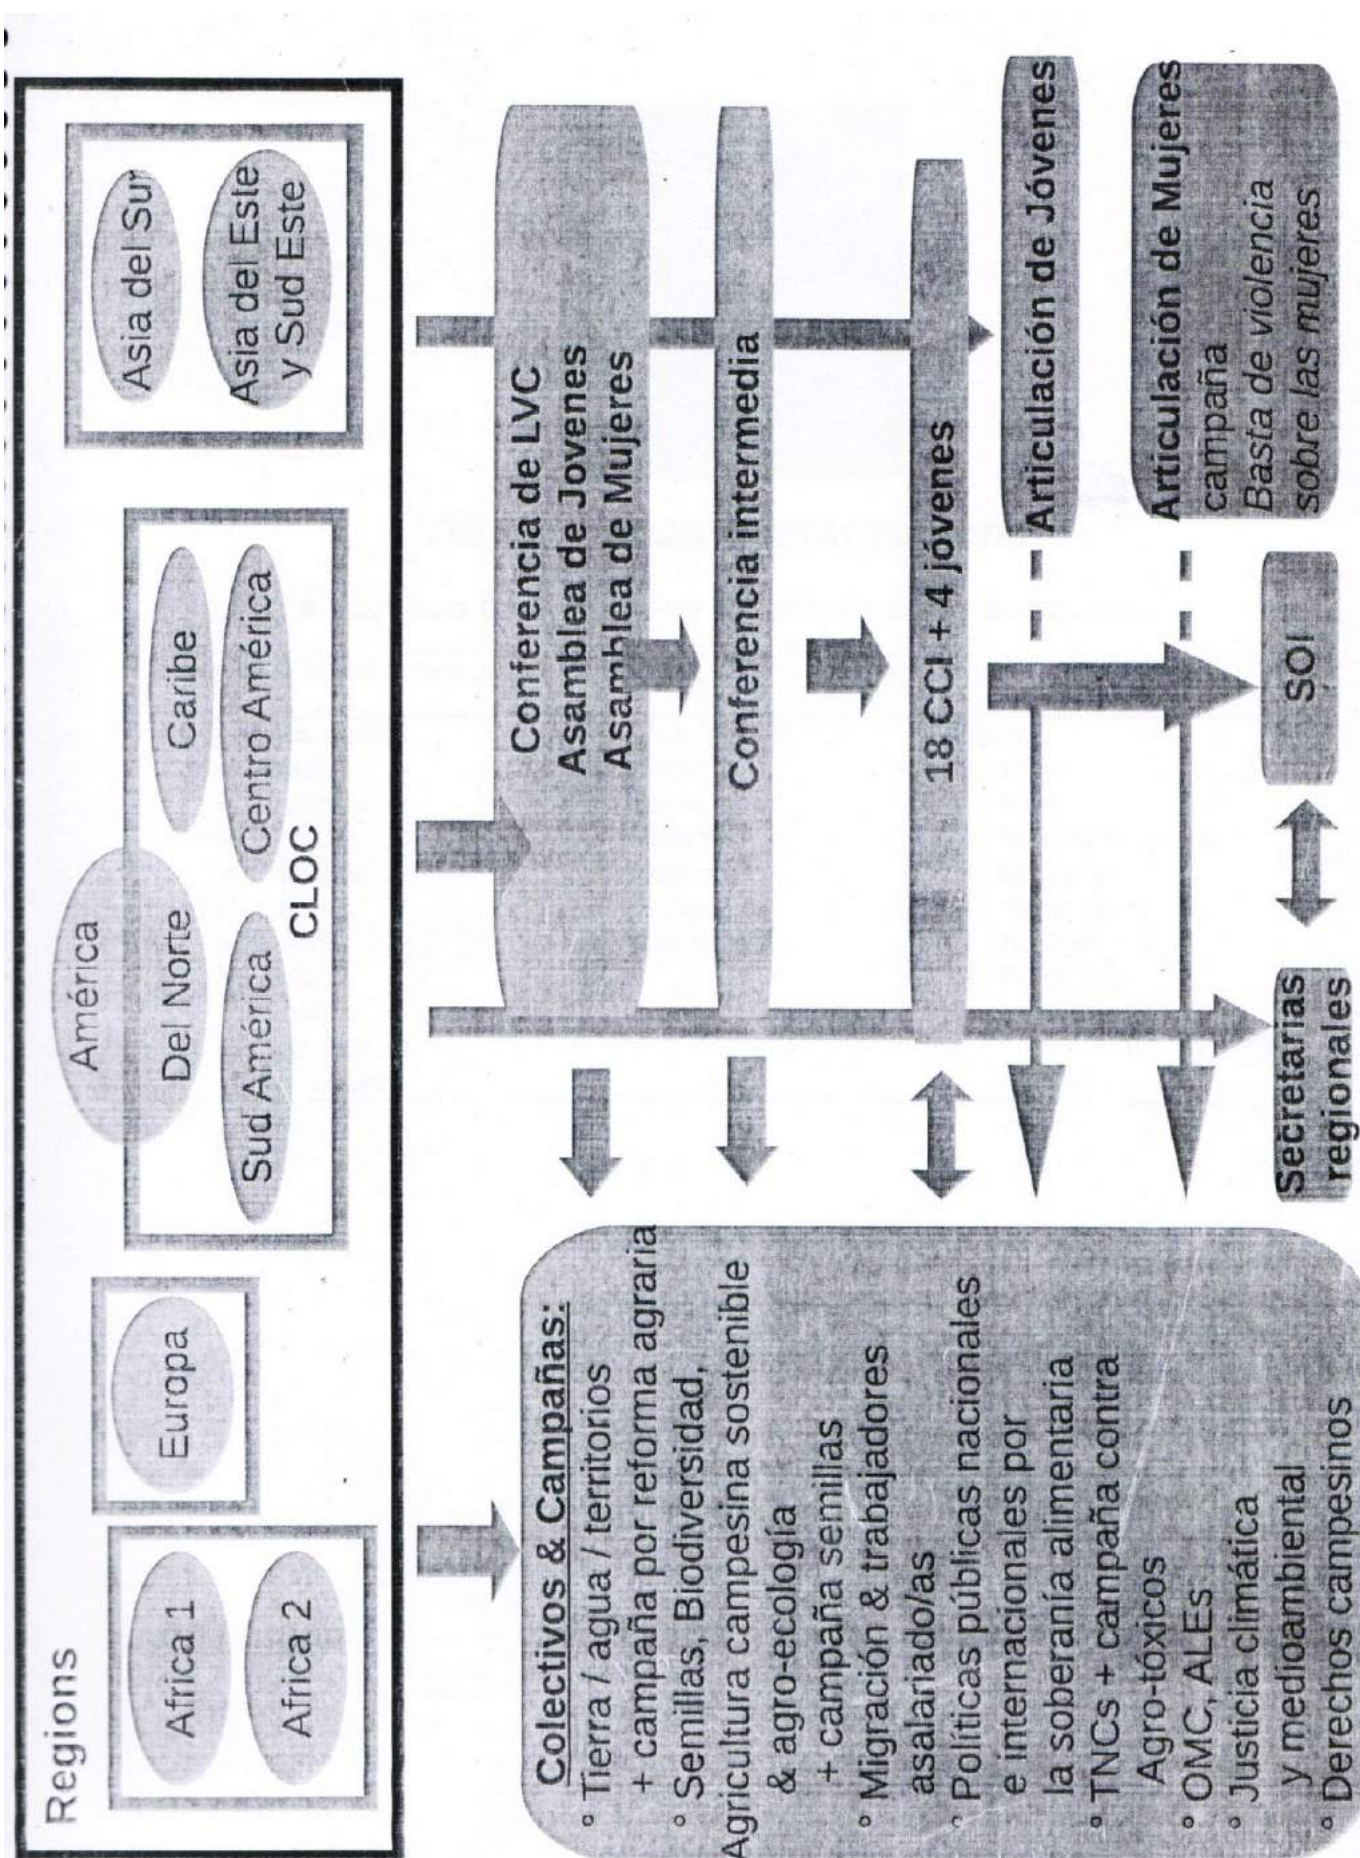 Regions
Africa 1
Africa 2
Europa
América
Del Norte
Sud América
Caribe
Centro América
CLOC
Asia del Sur
Asia del Este
y Sud Este
Conferencia de LVC
Asamblea de Jovenes
Asamblea de Mujeres
Conferencia intermedia
18 CCI + 4 jóvenes
Articulación de Jóvenes
Articulación de Mujeres
campaña
Basta de violencia
sobre las mujeres
SOI
Secretarias
regionales
Colectivos & Campañas:
° Tierra / agua / territorios
+ campaña por reforma agraria
° Semillas, Biodiversidad,
Agricultura campesina sostenible
& agro-ecología
+ campaña semillas
° Migración & trabajadores
asalariado/as
° Políticas públicas nacionales
e internacionales por
la soberanía alimentaria
° TNCs + campaña contra
Agro-tóxicos
° OMC, ALEs
° Justicia climática
y medioambiental
° Derechos campesinos